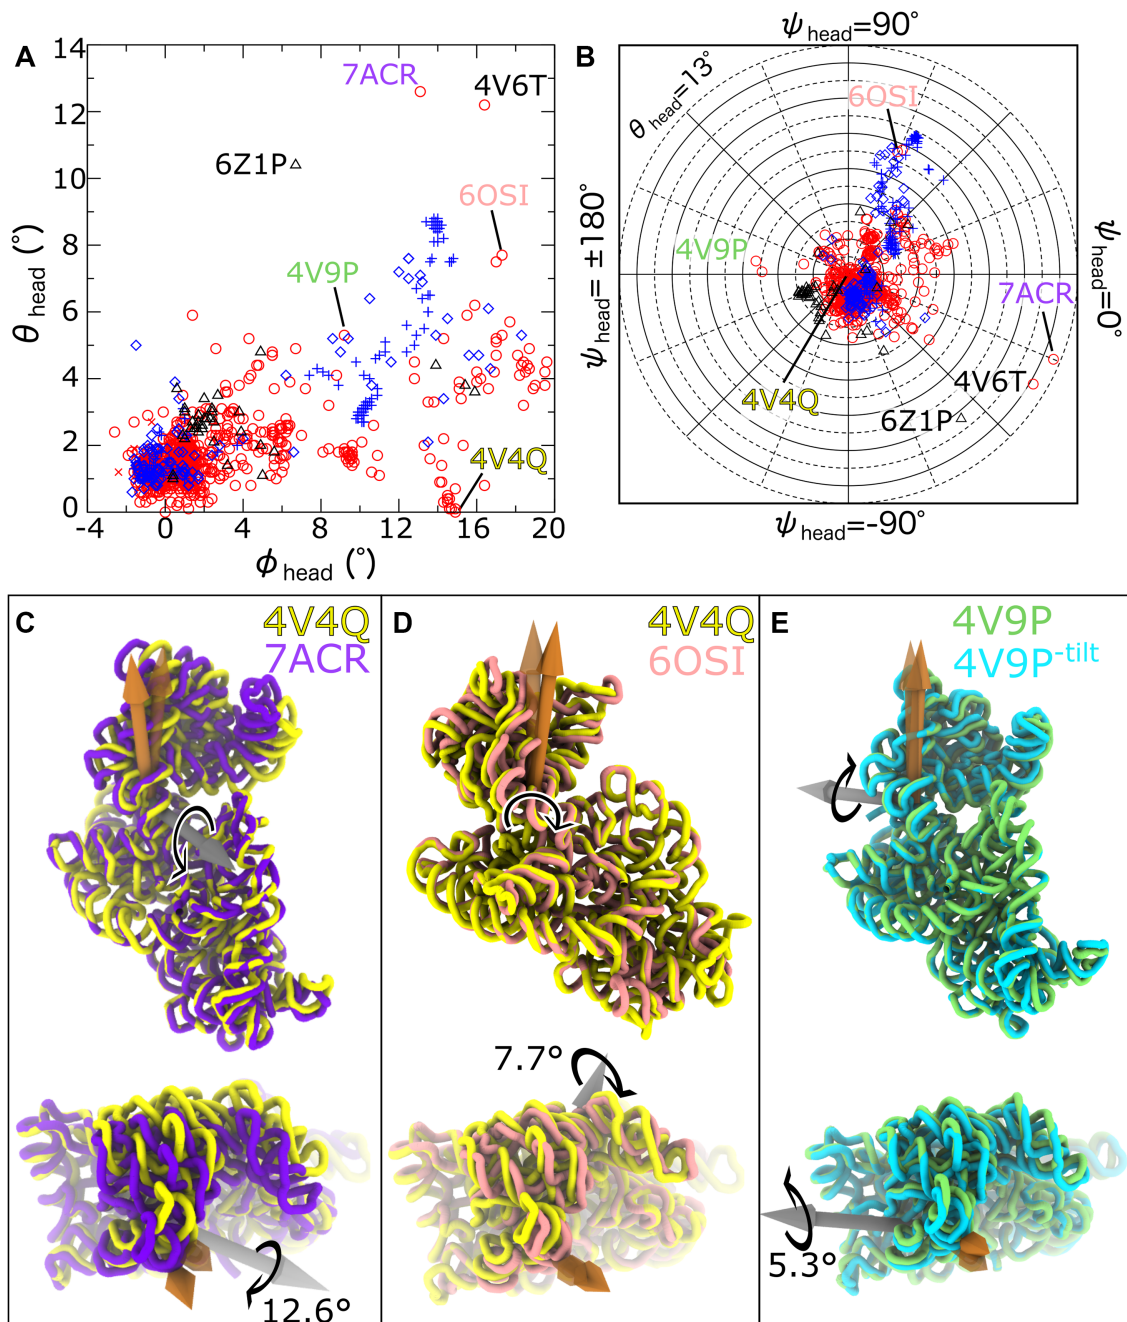 A
14
12
10
8
6
4
2
0
-4
0
4
8
12
16
20
θhead (°)
ϕhead (°)
7ACR
4V6T
6Z1P
6OSI
4V9P
4V4Q
B
ψhead=90°
θhead=13°
ψhead= ±180°
ψhead=0°
ψhead=-90°
6OSI
4V9P
7ACR
4V6T
4V4Q
6Z1P
C
4V4Q
7ACR
12.6°
D
4V4Q
6OSI
7.7°
E
4V9P
4V9P-tilt
5.3°